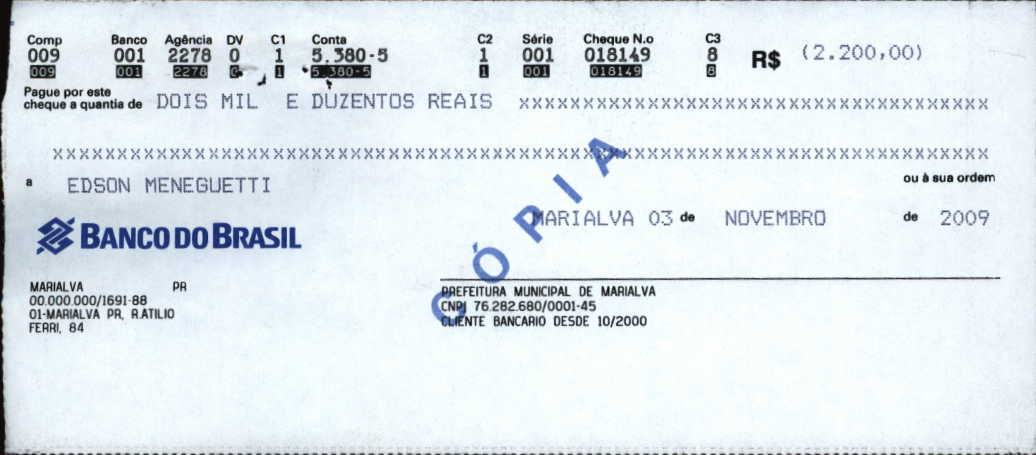 Comp Banco Agência DV C1 Conta C2 Série Cheque N.o C3
009 001 2278 0 1 5.380-5 1 001 018149 8 R$ (2.200,00)
009 001 2278 0 1 5.380-5 1 001 018149 8
Pague por este
cheque a quantia de DOIS MIL E DUZENTOS REAIS xxxxxxxxxxxxxxxxxxxxxxxxxxxxxxxxxxxx
xxxxxxxxxxxxxxxxxxxxxxxxxxxxxxxxxxxxxxxxxxxxxxxxxxxxxxxxxxxxxxxxxxxxxxxx
a EDSON MENEGUETTI ou à sua ordem
MARIALVA 03 de NOVEMBRO de 2009
BANCO DO BRASIL
CÓPIA
MARIALVA PR
00.000.000/1691-88
01-MARIALVA PR, R.ATILIO
FERRI, 84
PREFEITURA MUNICIPAL DE MARIALVA
CNPJ 76.282.680/0001-45
CLIENTE BANCARIO DESDE 10/2000